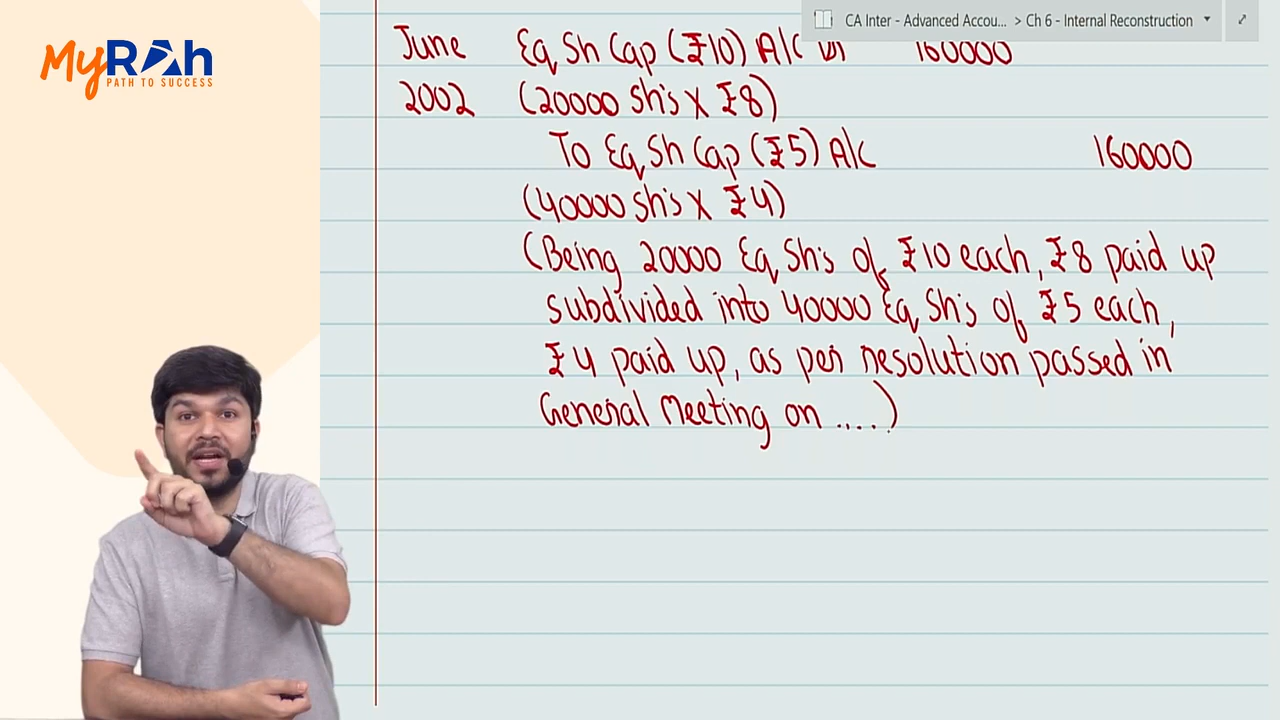 MyRAh
PATH TO SUCCESS
CA Inter - Advanced Accou... > Ch 6 - Internal Reconstruction
June Eq Sh Cap (₹10) A/c Dr 160000
2002 (20000 Sh's X ₹8)
To Eq Sh Cap (₹5) A/c 160000
(40000 Sh's X ₹4)
(Being 20000 Eq Sh's of ₹10 each, ₹8 paid up
subdivided into 40000 Eq Sh's of ₹5 each,
₹4 paid up, as per resolution passed in
General Meeting on ....)